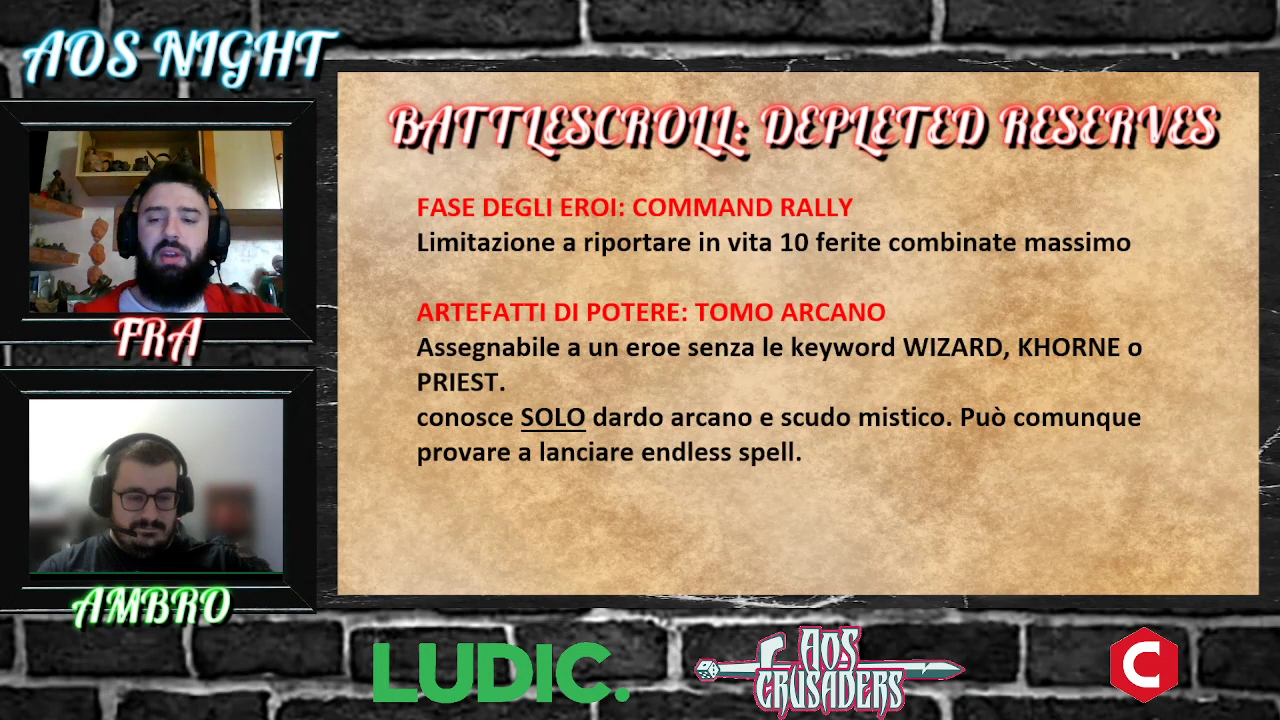 AOS NIGHT
BATTLESCROLL: DEPLETED RESERVES
FASE DEGLI EROI: COMMAND RALLY
Limitazione a riportare in vita 10 ferite combinate massimo
ARTEFATTI DI POTERE: TOMO ARCANO
Assegnabile a un eroe senza le keyword WIZARD, KHORNE o
PRIEST.
conosce SOLO dardo arcano e scudo mistico. Può comunque
provare a lanciare endless spell.
FRA
AMBRO
LUDIC.
AOS
CRUSADERS
C